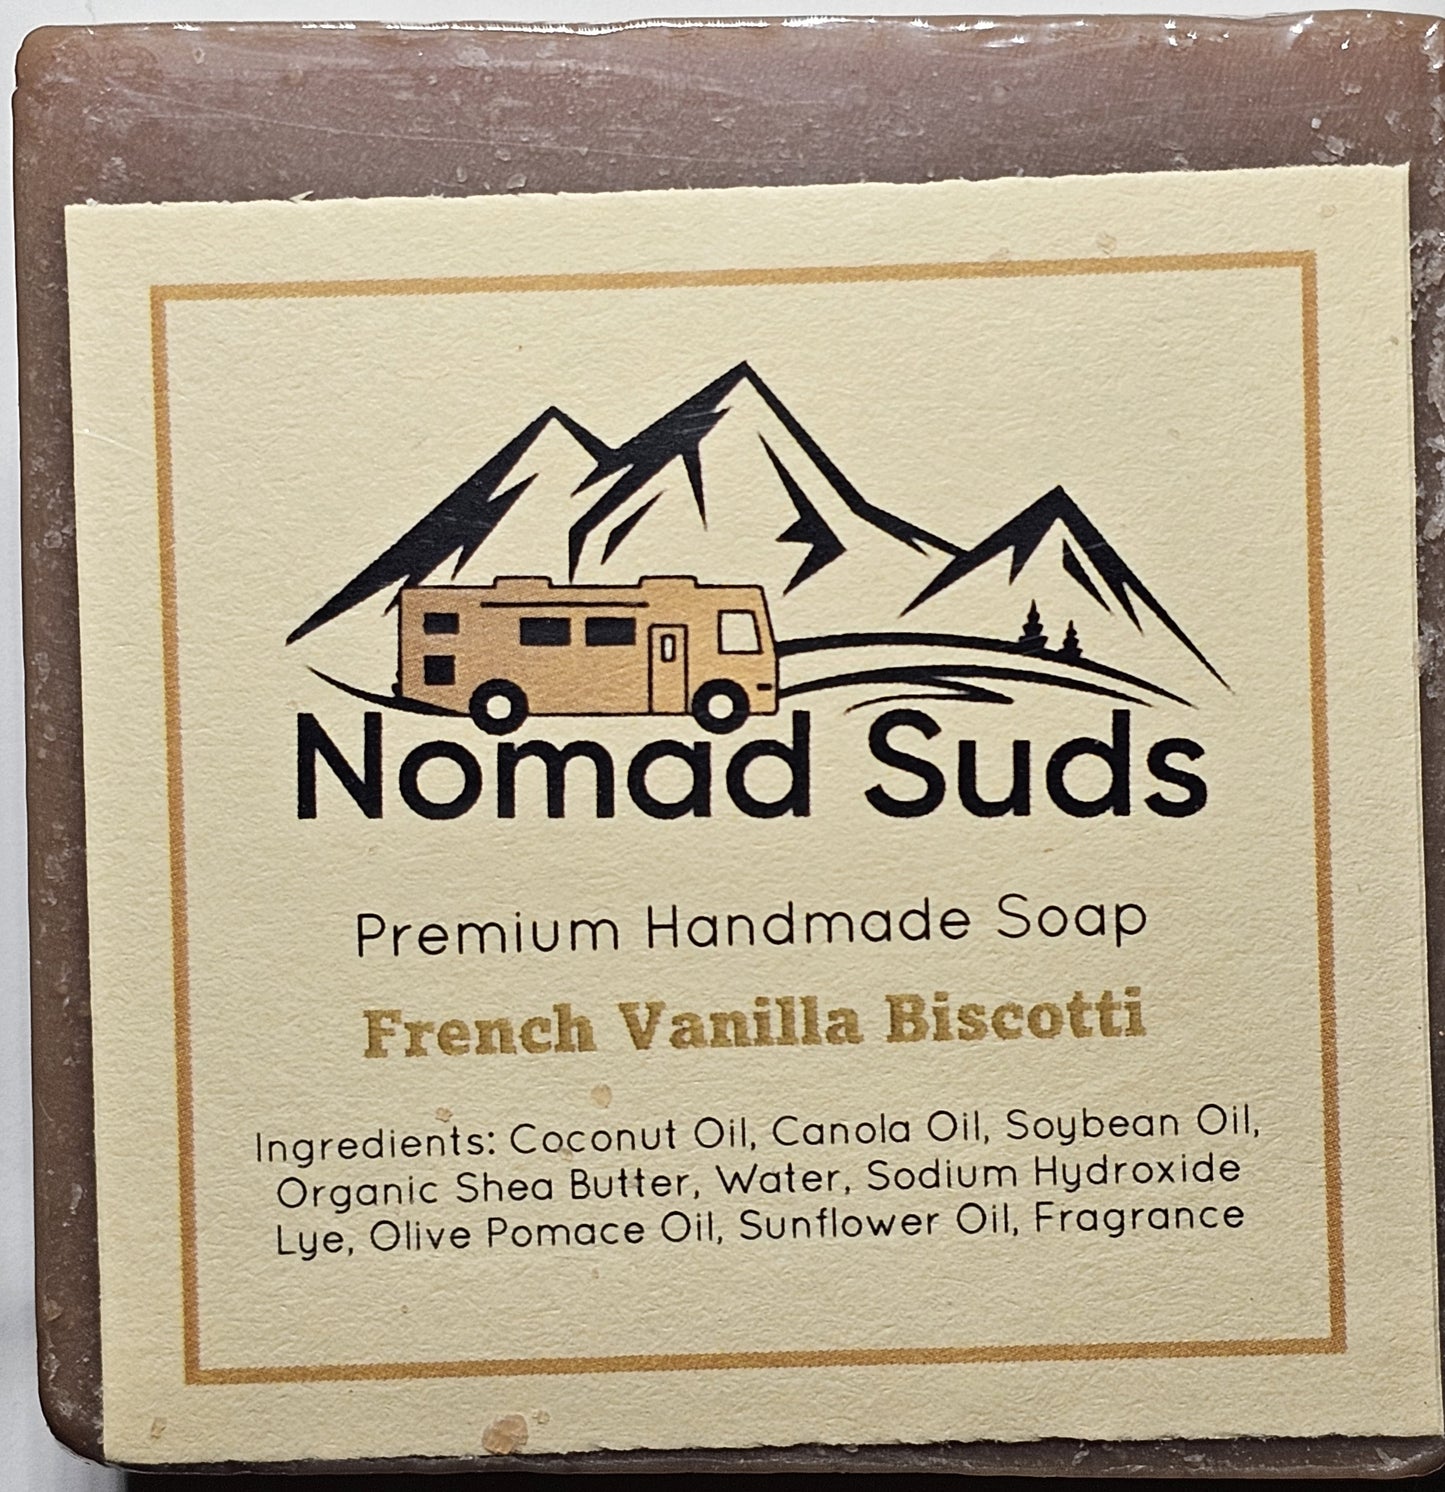 Nomad Suds
Premium Handmade Soap
French Vanilla Biscotti
Ingredients: Coconut Oil, Canola Oil, Soybean Oil,
Organic Shea Butter, Water, Sodium Hydroxide
Lye, Olive Pomace Oil, Sunflower Oil, Fragrance